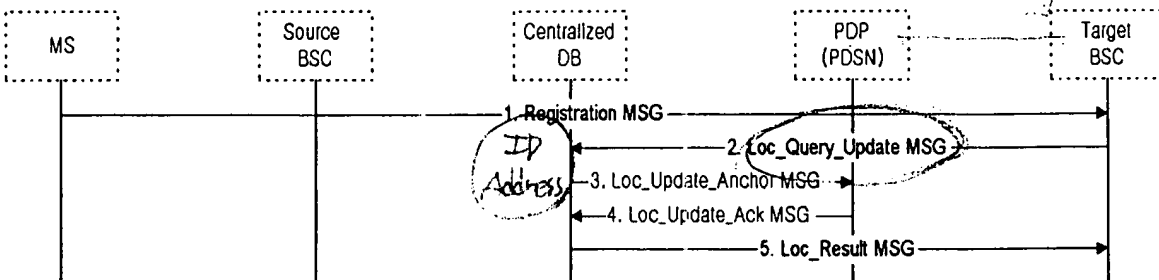 MS
Source
BSC
Centralized
DB
PDP
(PDSN)
Target
BSC
1. Registration MSG
2. Loc_Query_Update MSG
ID
Address
3. Loc_Update_Anchor MSG
4. Loc_Update_Ack MSG
5. Loc_Result MSG